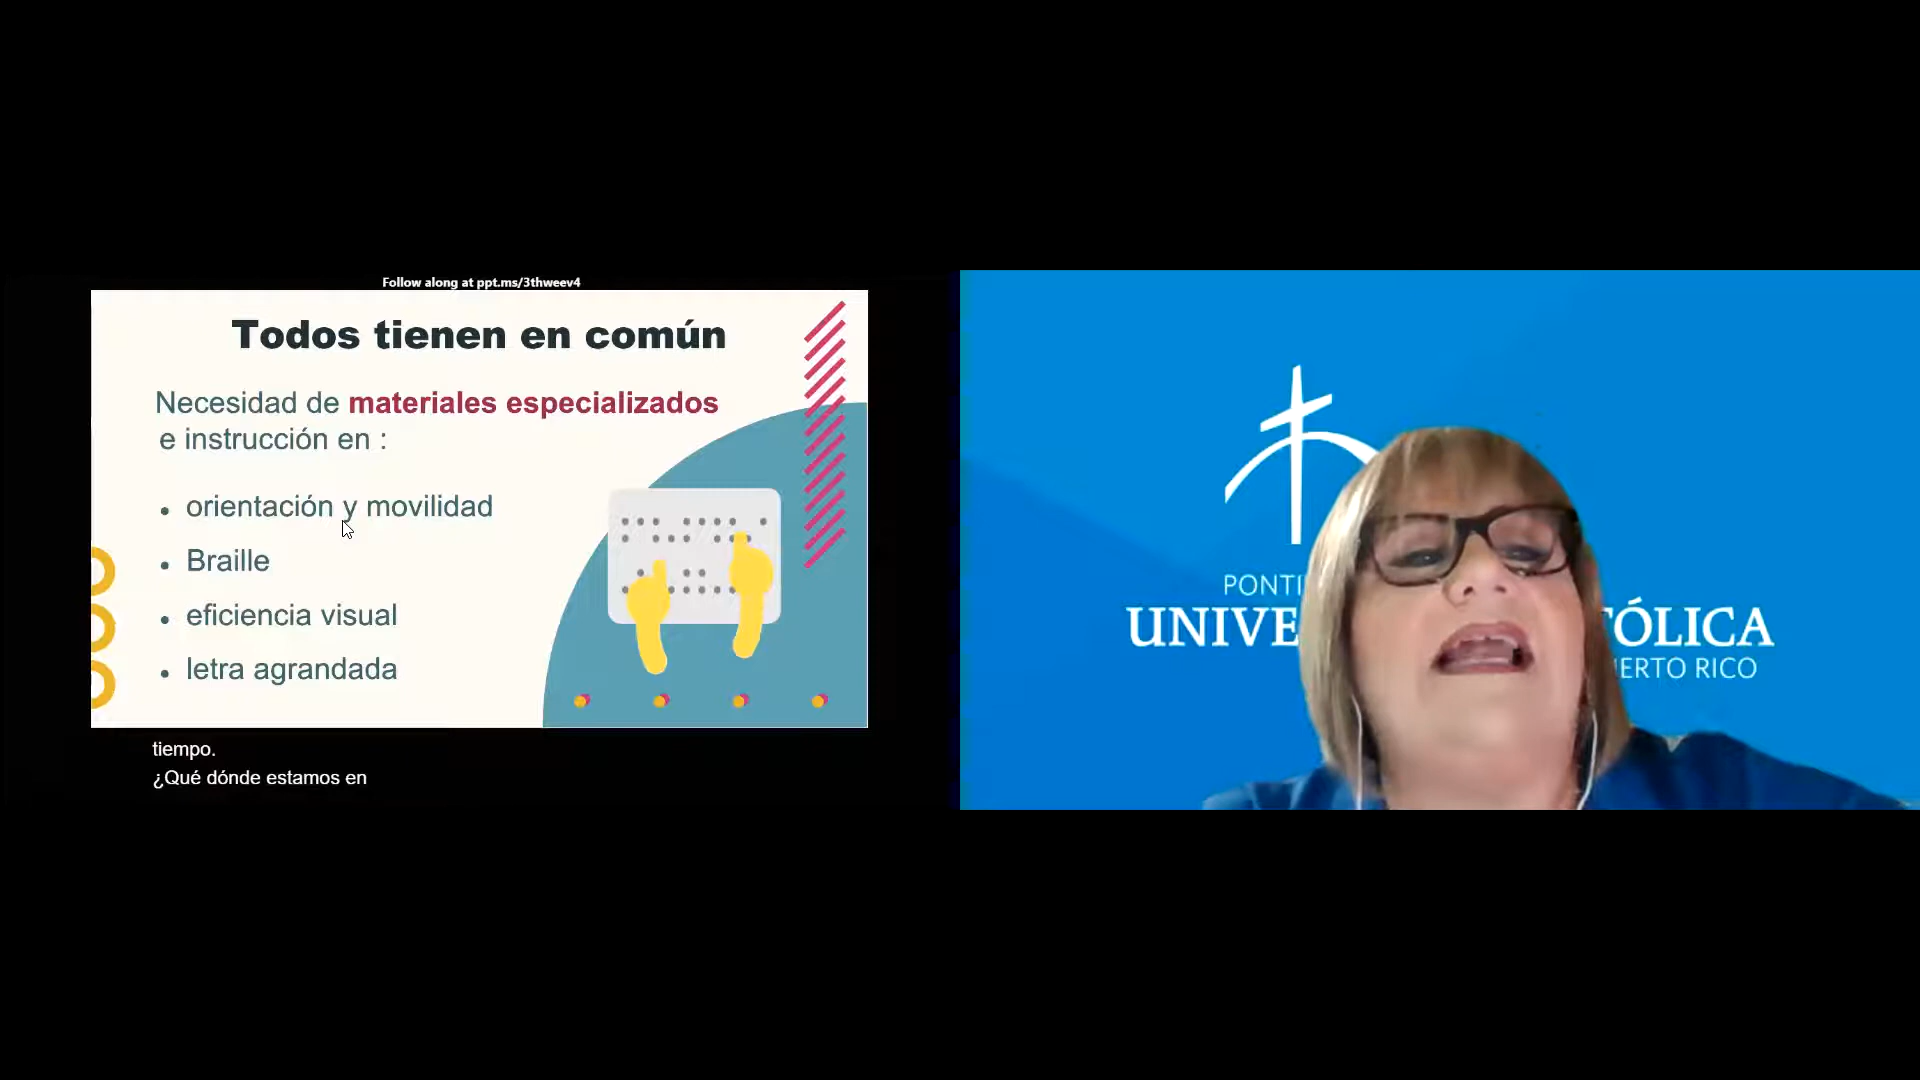 Follow along at ppt.ms/3thweev4
Todos tienen en común
Necesidad de materiales especializados
e instrucción en :
• orientación y movilidad
• Braille
• eficiencia visual
• letra agrandada
tiempo.
¿Qué dónde estamos en
PONTI
UNIVE TÓLICA
ERTO RICO